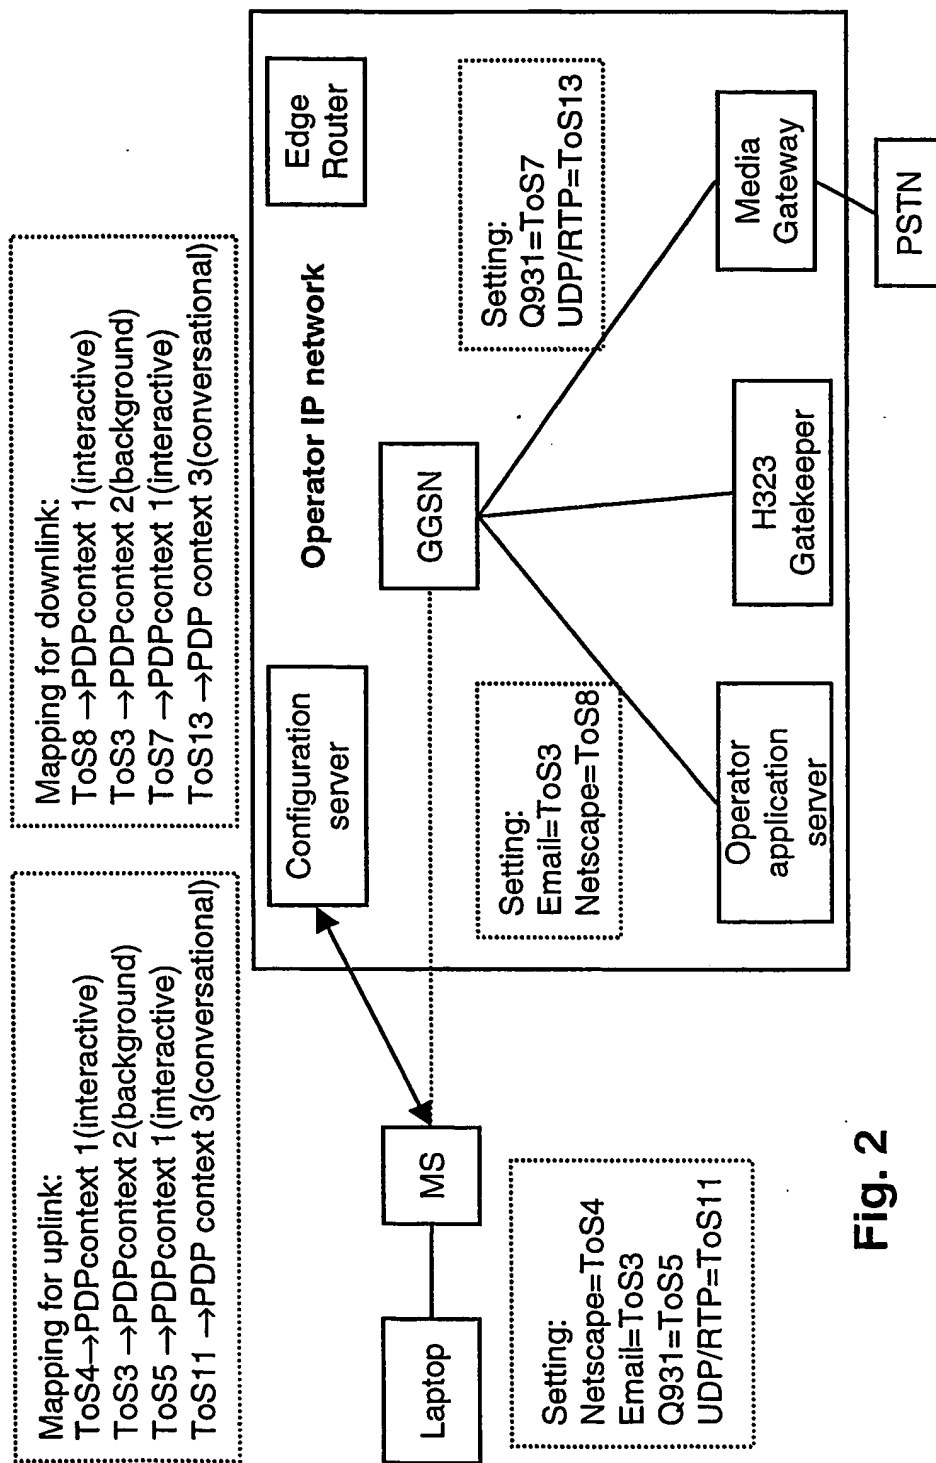 Mapping for uplink:
ToS4→PDPcontext 1(interactive)
ToS3 →PDPcontext 2(background)
ToS5 →PDPcontext 1(interactive)
ToS11 →PDP context 3(conversational)
Mapping for downlink:
ToS8 →PDPcontext 1(interactive)
ToS3 →PDPcontext 2(background)
ToS7 →PDPcontext 1(interactive)
ToS13 →PDP context 3(conversational)
Configuration
server
Operator IP network
Edge
Router
Laptop
MS
GGSN
Setting:
Netscape=ToS4
Email=ToS3
Q931=ToS5
UDP/RTP=ToS11
Setting:
Email=ToS3
Netscape=ToS8
Setting:
Q931=ToS7
UDP/RTP=ToS13
Operator
application
server
H323
Gatekeeper
Media
Gateway
PSTN
Fig. 2